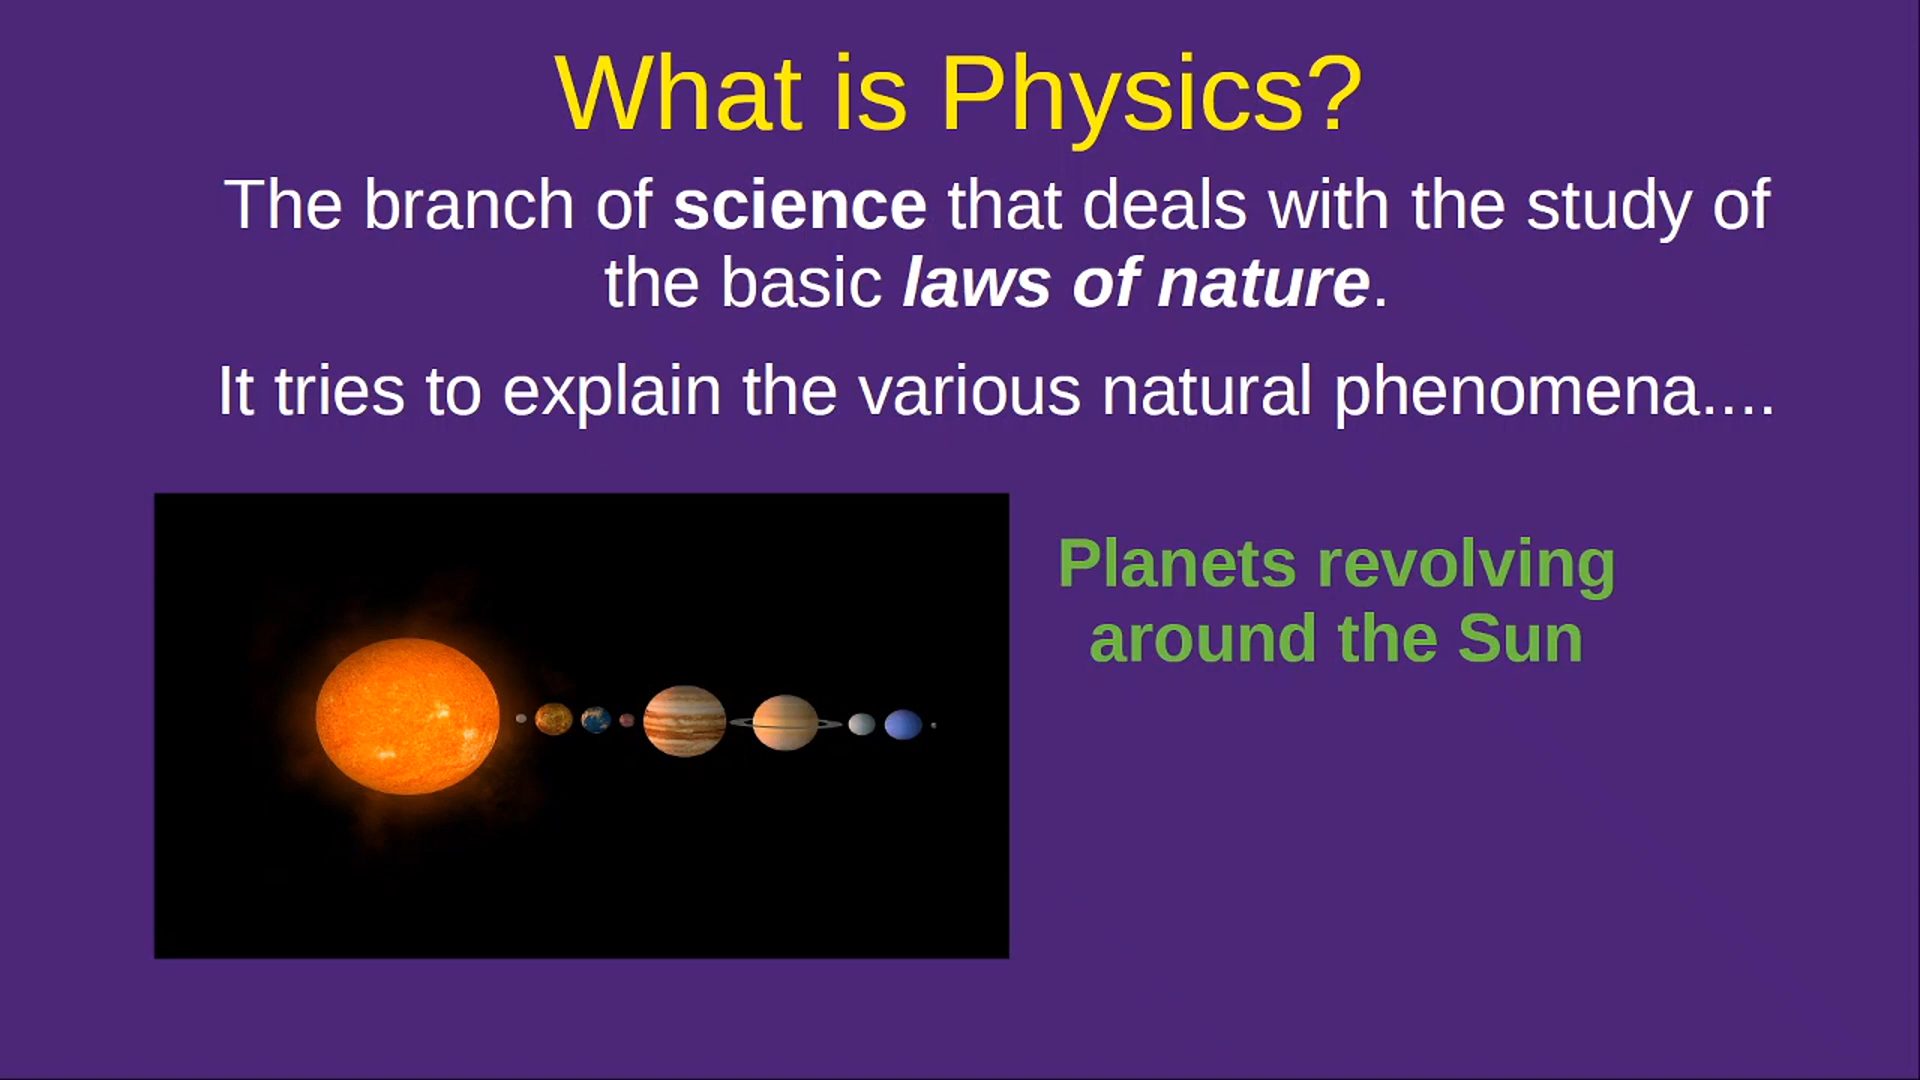 What is Physics?
The branch of science that deals with the study of
the basic laws of nature.
It tries to explain the various natural phenomena....
Planets revolving
around the Sun